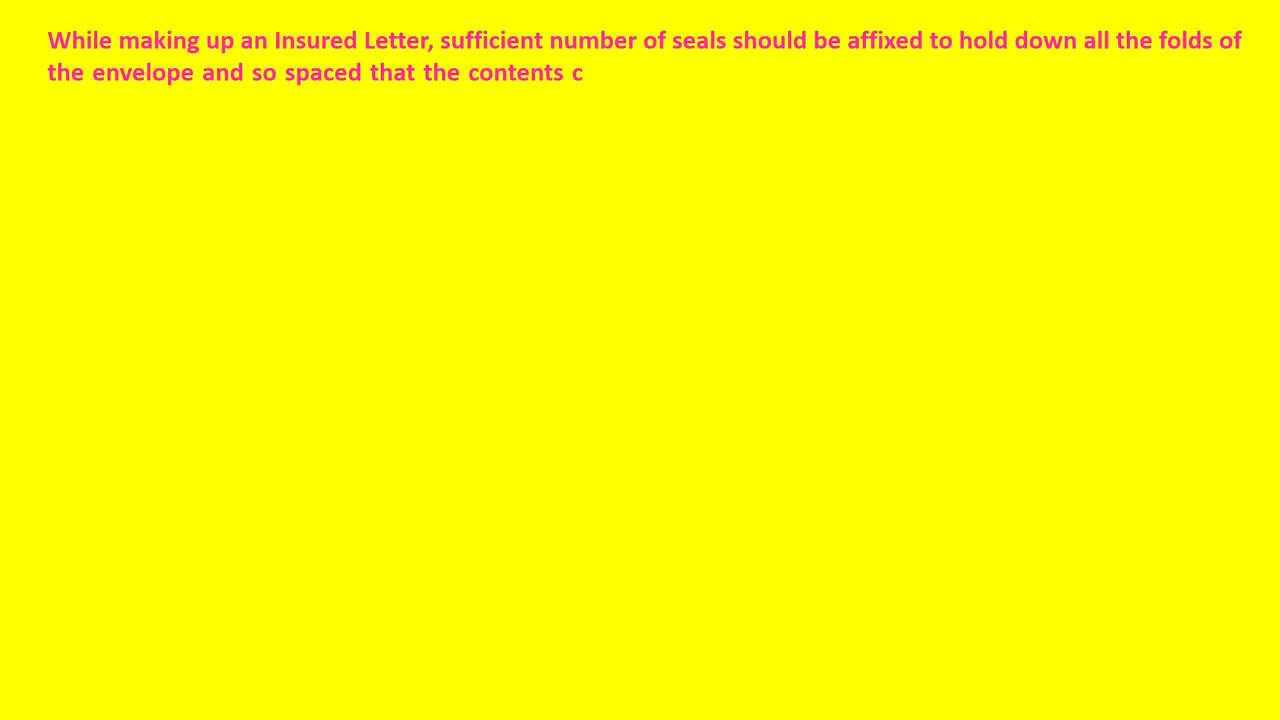 While making up an Insured Letter, sufficient number of seals should be affixed to hold down all the folds of
the envelope and so spaced that the contents c